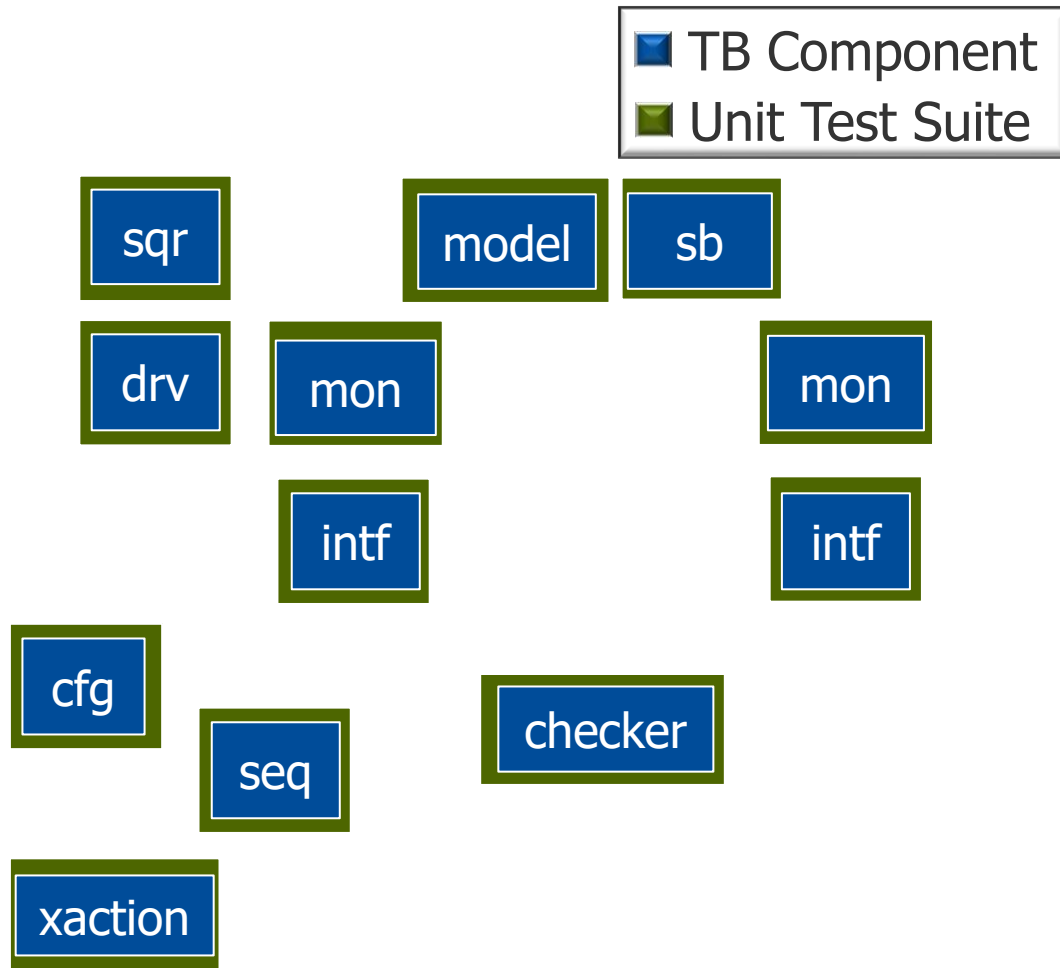 TB Component
Unit Test Suite
sqr
model
sb
drv
mon
mon
intf
intf
cfg
checker
seq
xaction